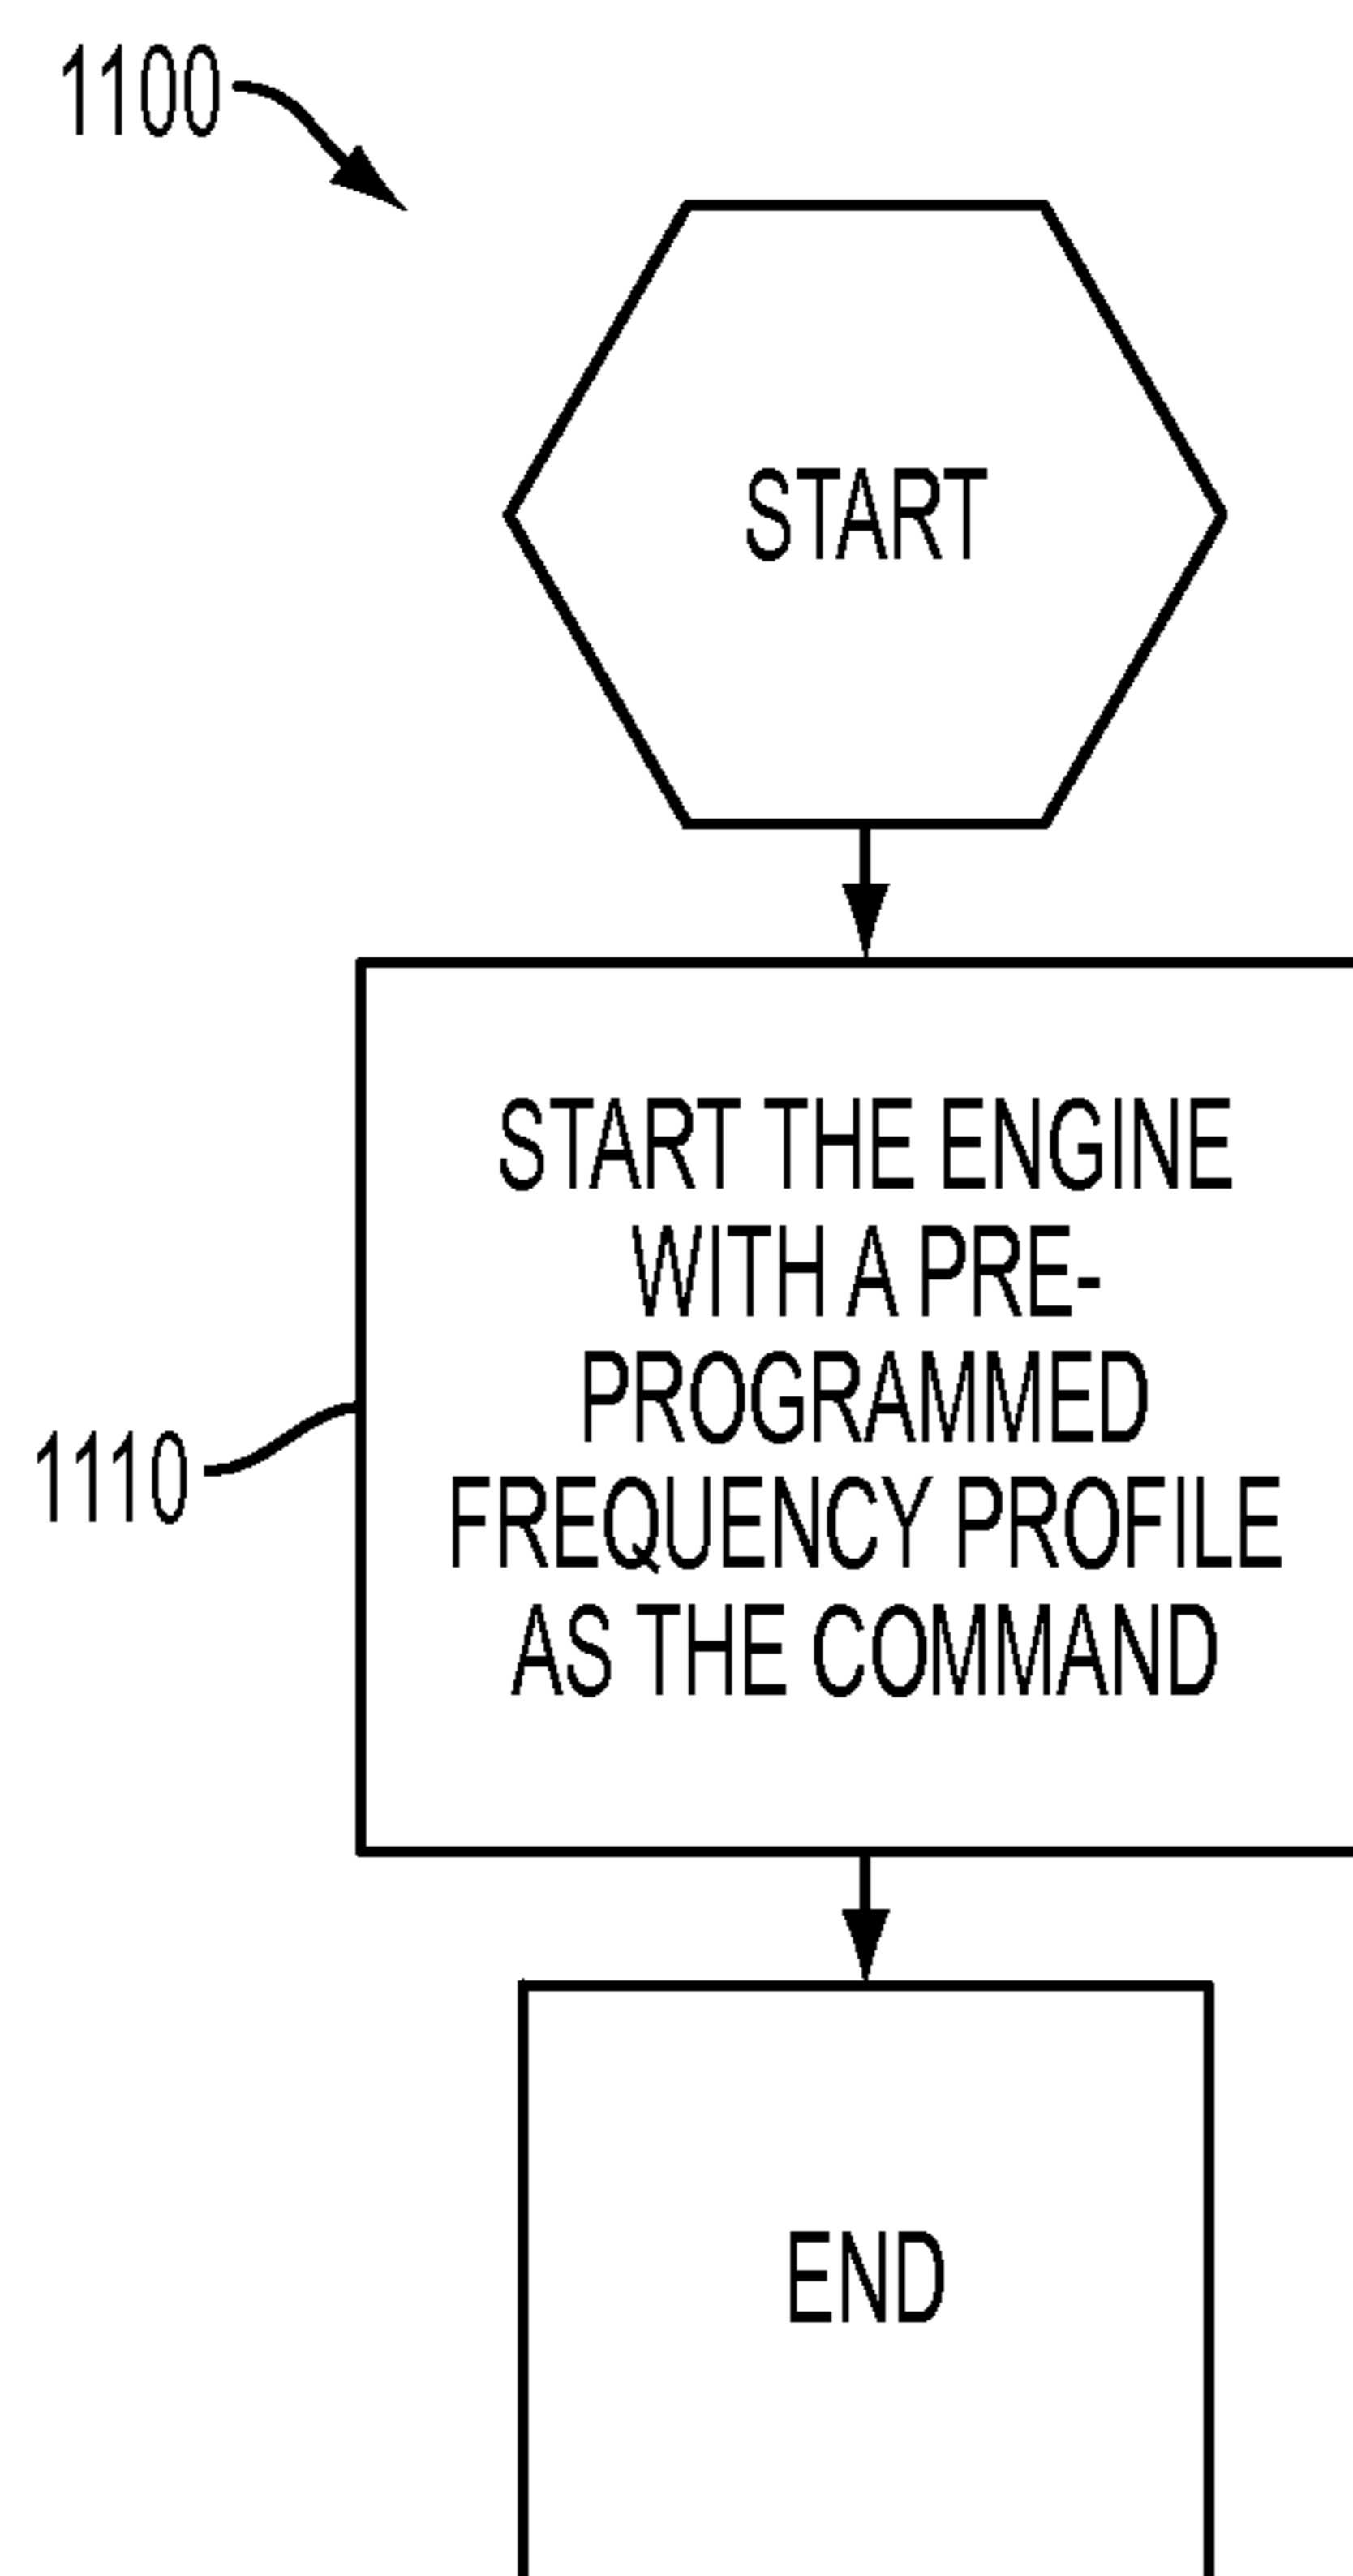 1100
START
START THE ENGINE
WITH A PRE-
PROGRAMMED
FREQUENCY PROFILE
AS THE COMMAND
1110
END